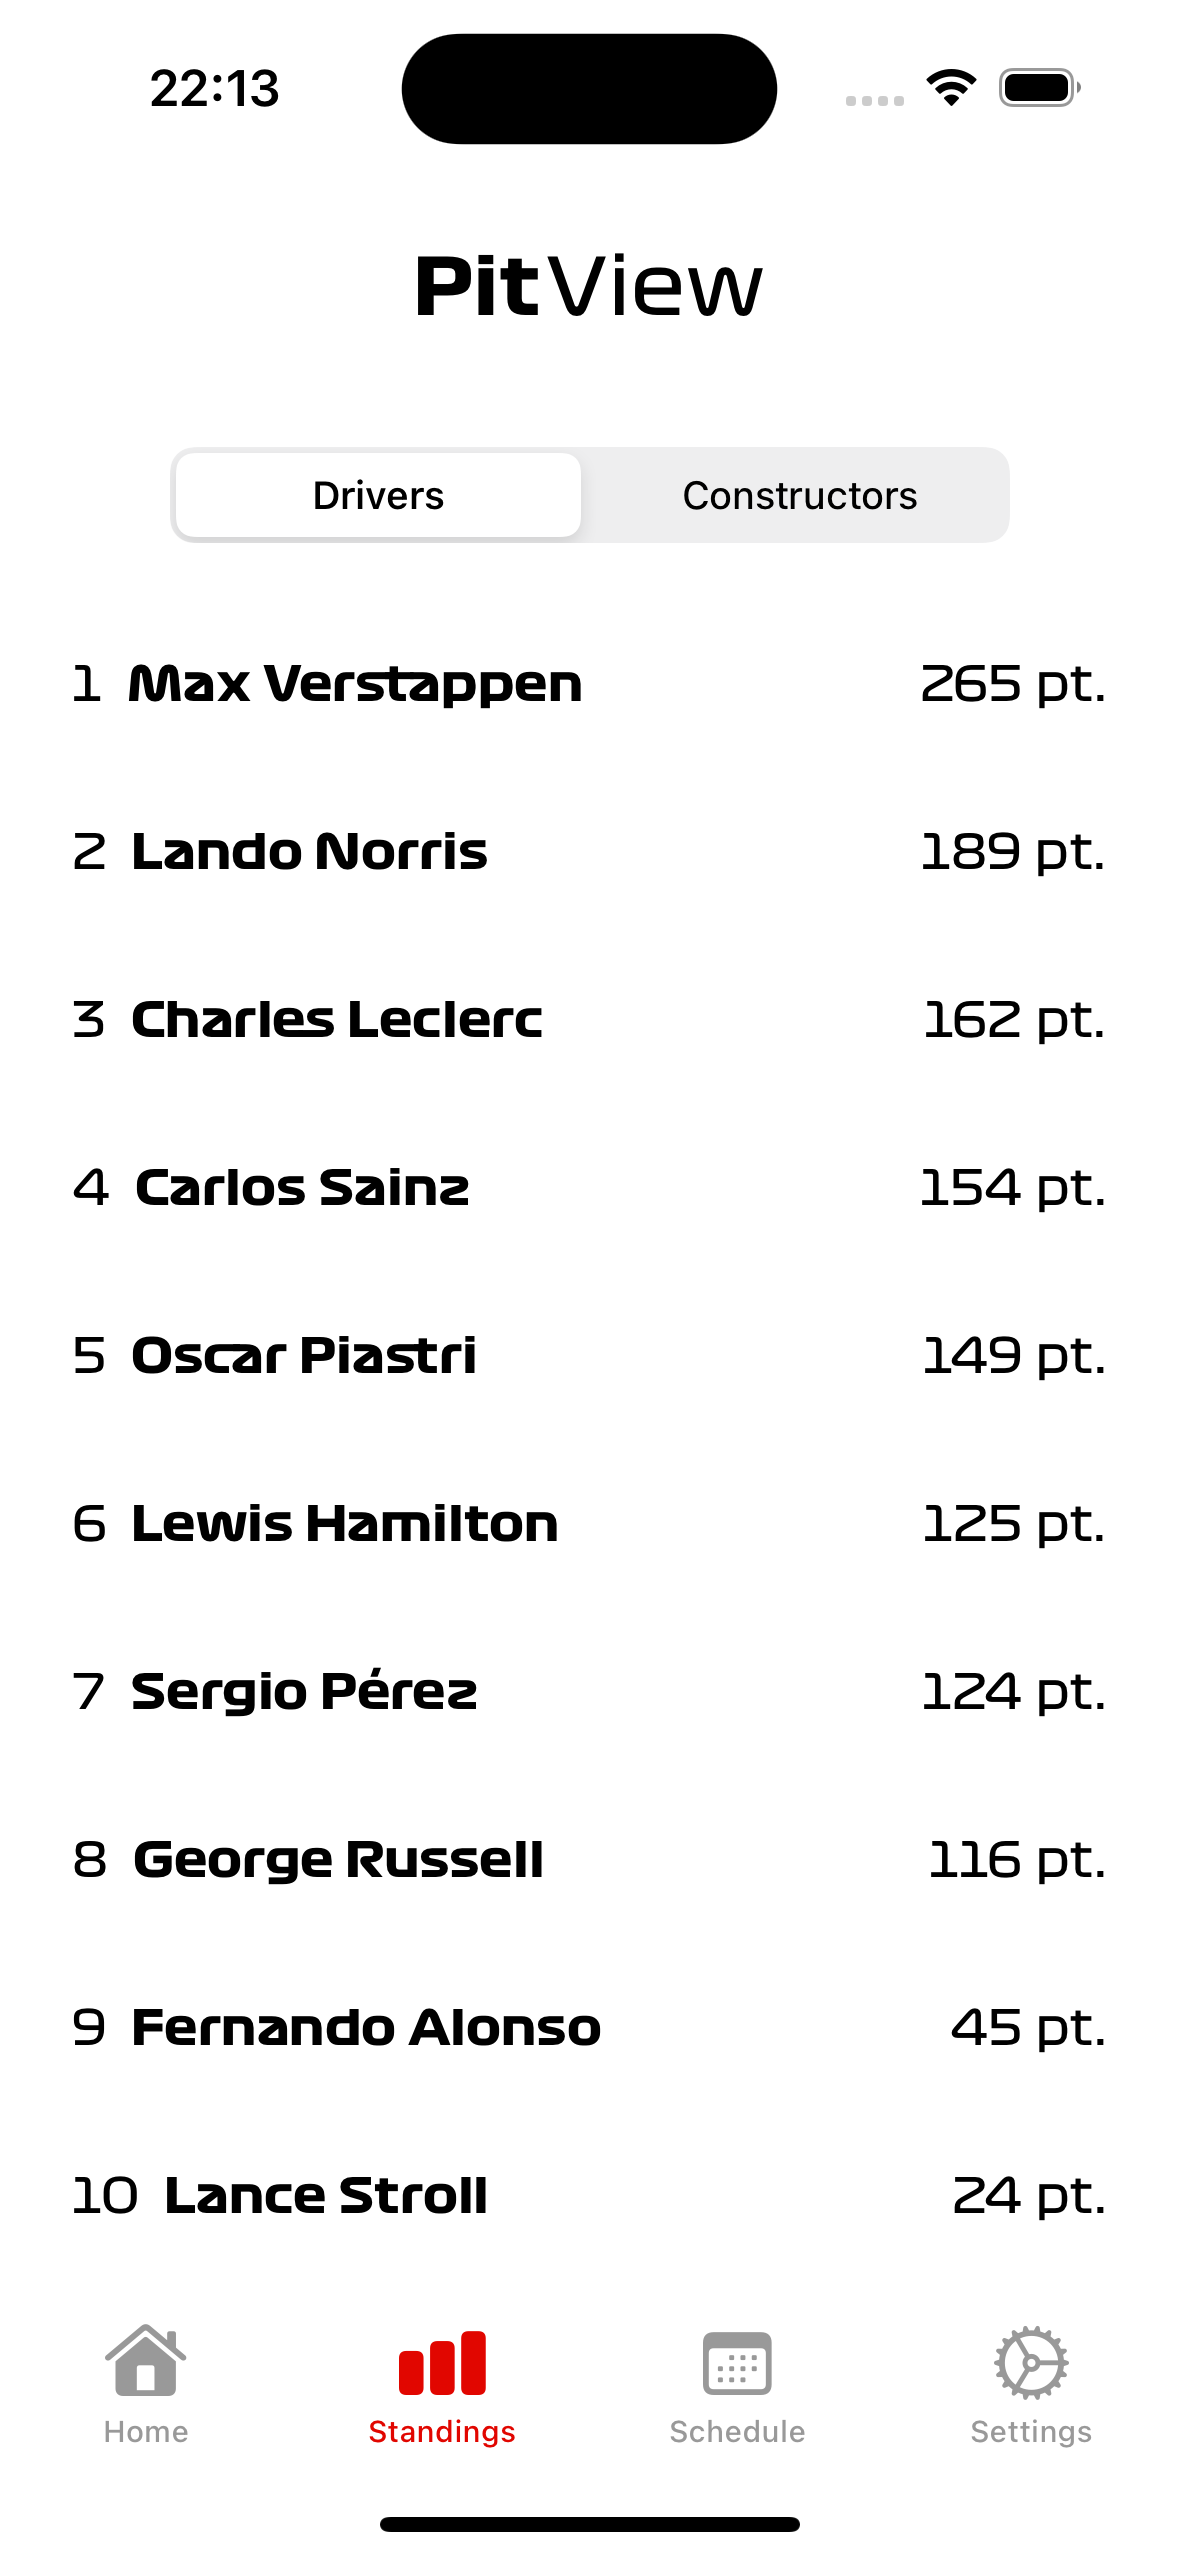 22:13
PitView
Drivers Constructors
1 Max Verstappen 265 pt.
2 Lando Norris 189 pt.
3 Charles Leclerc 162 pt.
4 Carlos Sainz 154 pt.
5 Oscar Piastri 149 pt.
6 Lewis Hamilton 125 pt.
7 Sergio Pérez 124 pt.
8 George Russell 116 pt.
9 Fernando Alonso 45 pt.
10 Lance Stroll 24 pt.
Home Standings Schedule Settings